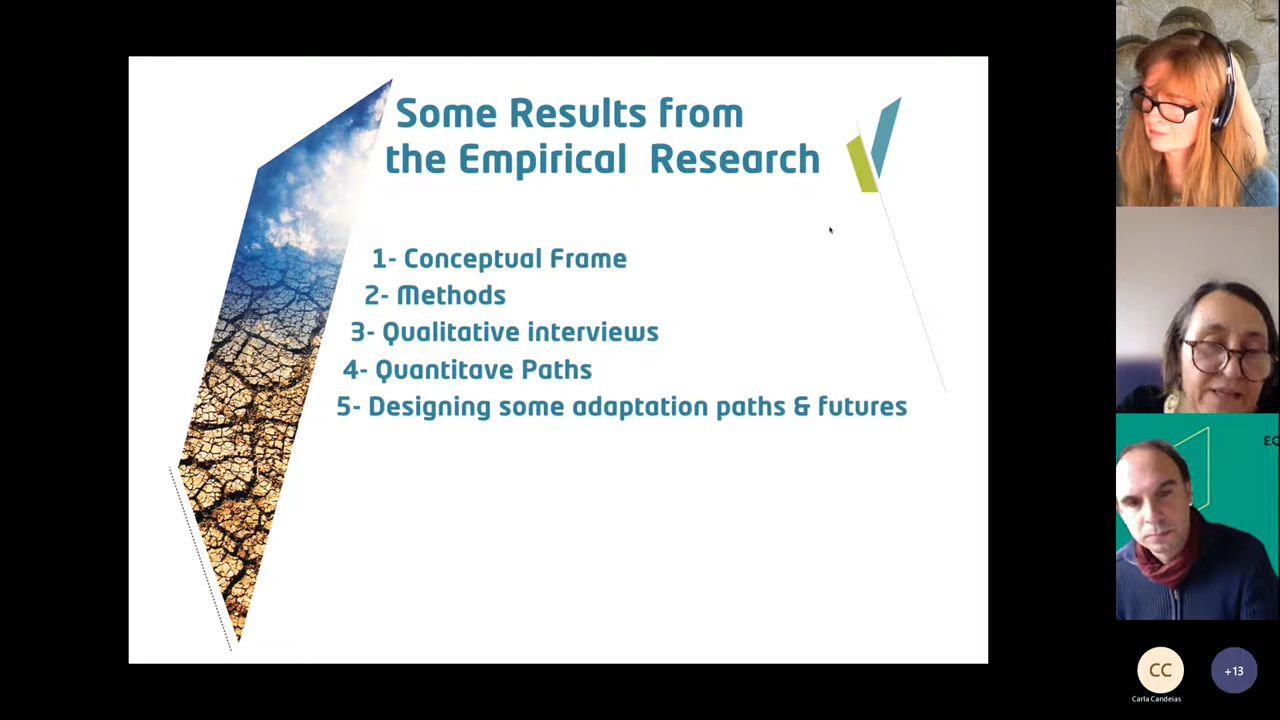 Some Results from
the Empirical Research
1- Conceptual Frame
2- Methods
3- Qualitative interviews
4- Quantitave Paths
5- Designing some adaptation paths & futures
EC
CC
Carla Candeias
+13